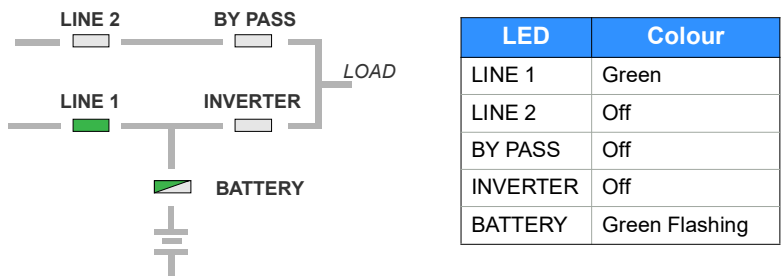 LINE 2 BY PASS
LOAD
LINE 1 INVERTER
BATTERY
LED Colour
LINE 1 Green
LINE 2 Off
BY PASS Off
INVERTER Off
BATTERY Green Flashing